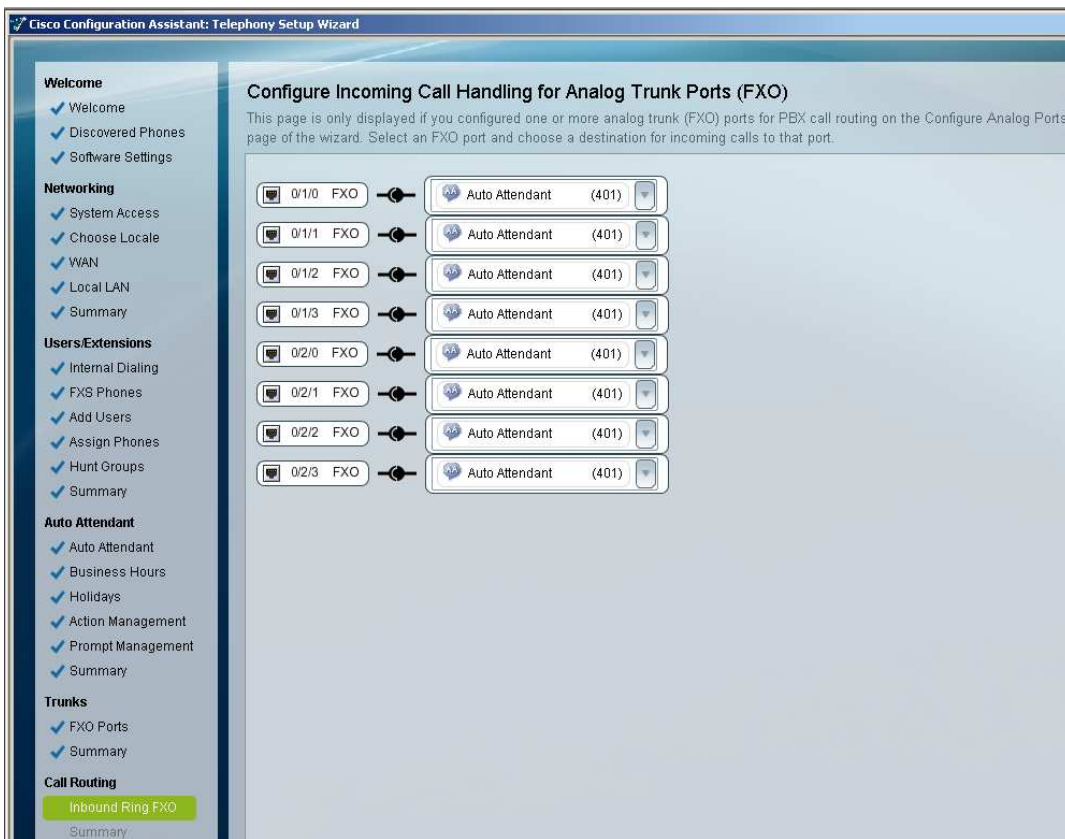 Cisco Configuration Assistant: Telephony Setup Wizard
Welcome
Welcome
Discovered Phones
Software Settings
Networking
System Access
Choose Locale
WAN
Local LAN
Summary
Users/Extensions
Internal Dialing
FXS Phones
Add Users
Assign Phones
Hunt Groups
Summary
Auto Attendant
Auto Attendant
Business Hours
Holidays
Action Management
Prompt Management
Summary
Trunks
FXO Ports
Summary
Call Routing
Inbound Ring FXO
Summary
Configure Incoming Call Handling for Analog Trunk Ports (FXO)
This page is only displayed if you configured one or more analog trunk (FXO) ports for PBX call routing on the Configure Analog Ports
page of the wizard. Select an FXO port and choose a destination for incoming calls to that port.
0/1/0 FXO Auto Attendant (401)
0/1/1 FXO Auto Attendant (401)
0/1/2 FXO Auto Attendant (401)
0/1/3 FXO Auto Attendant (401)
0/2/0 FXO Auto Attendant (401)
0/2/1 FXO Auto Attendant (401)
0/2/2 FXO Auto Attendant (401)
0/2/3 FXO Auto Attendant (401)